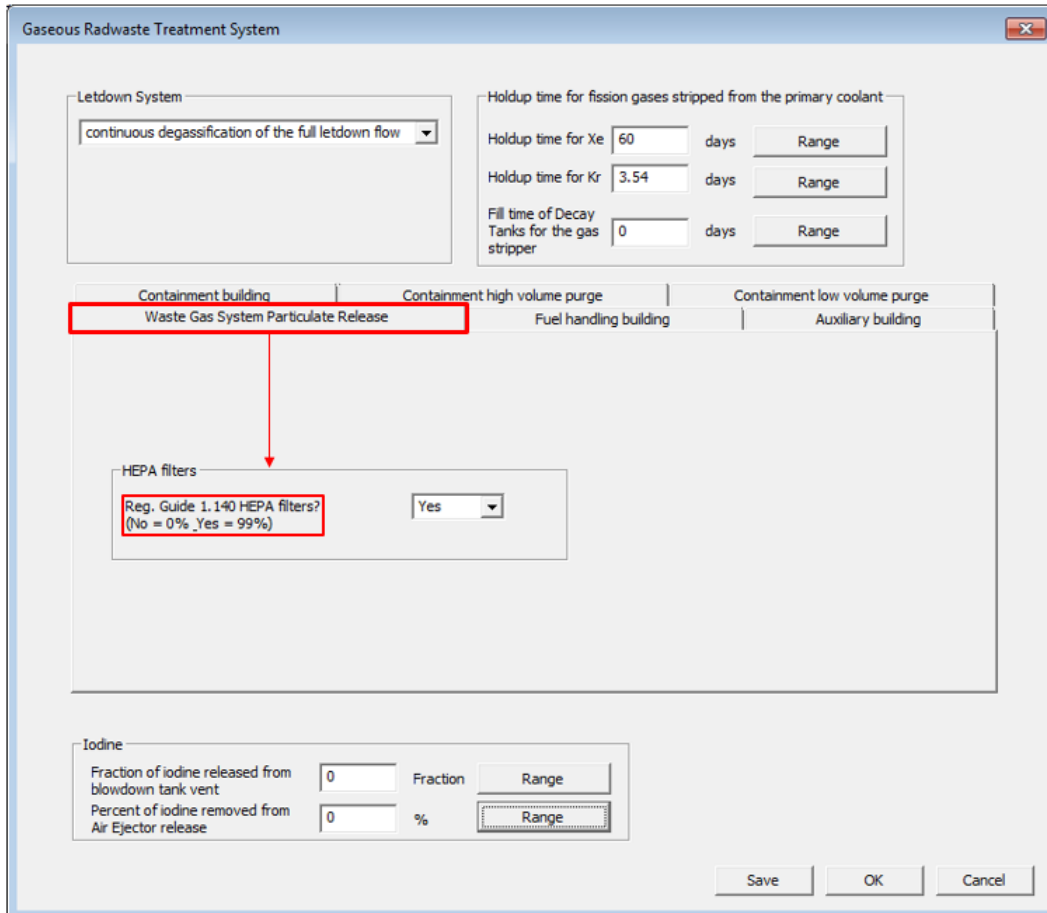 Gaseous Radwaste Treatment System
Letdown System
continuous degassification of the full letdown flow
Holdup time for fission gases stripped from the primary coolant
Holdup time for Xe 60 days Range
Holdup time for Kr 3.54 days Range
Fill time of Decay
Tanks for the gas 0 days Range
stripper
Containment building Containment high volume purge Containment low volume purge
Waste Gas System Particulate Release Fuel handling building Auxiliary building
HEPA filters
Reg. Guide 1.140 HEPA filters? Yes
(No = 0% _Yes = 99%)
Iodine
Fraction of iodine released from 0 Fraction Range
blowdown tank vent
Percent of iodine removed from 0 % Range
Air Ejector release
Save OK Cancel